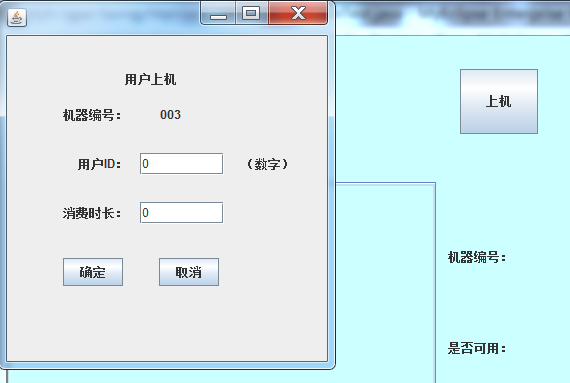 用户上机
机器编号： 003
用户ID： 0 （数字）
消费时长： 0
确定 取消
上机
机器编号：
是否可用：